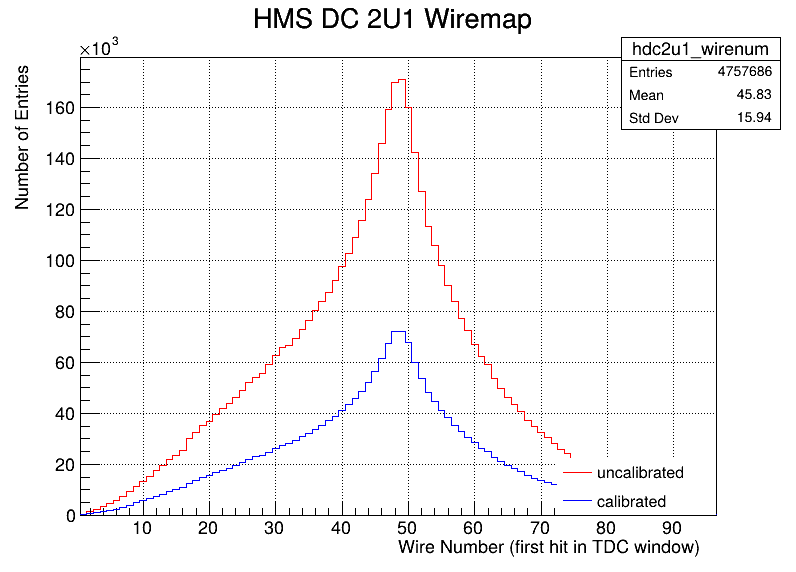 HMS DC 2U1 Wiremap
×10³
hdc2u1_wirenum
Entries 4757686
Mean 45.83
Std Dev 15.94
Number of Entries
160
140
120
100
80
60
40
20
0
uncalibrated
calibrated
10 20 30 40 50 60 70 80 90
Wire Number (first hit in TDC window)